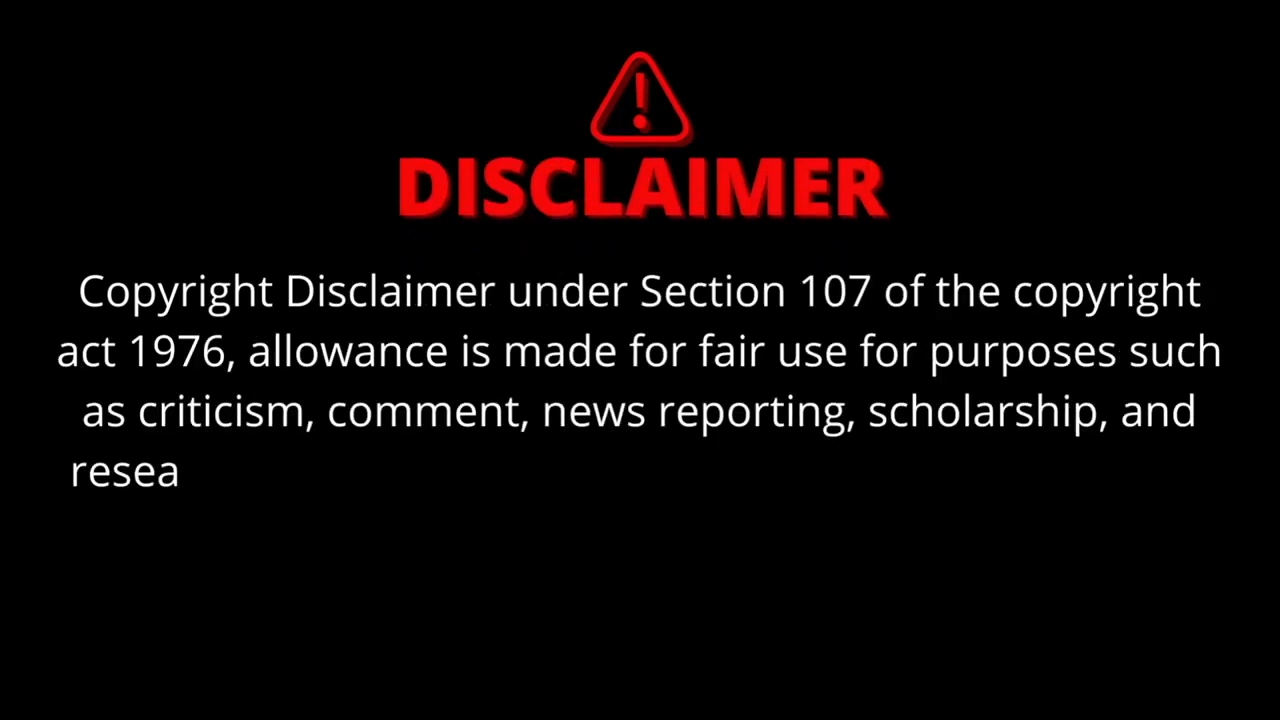 DISCLAIMER
Copyright Disclaimer under Section 107 of the copyright
act 1976, allowance is made for fair use for purposes such
as criticism, comment, news reporting, scholarship, and
resea